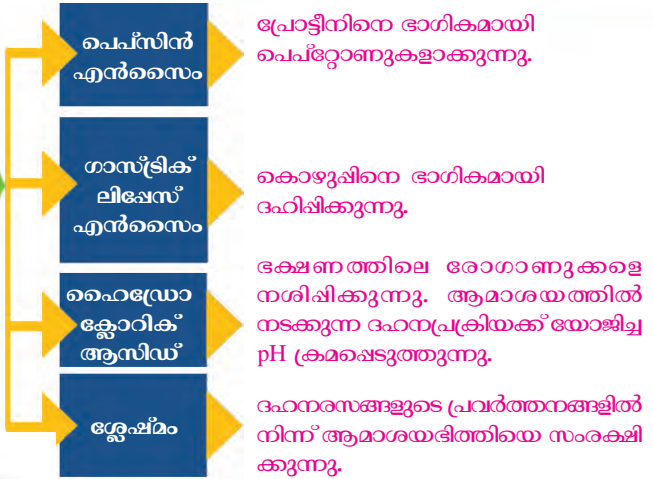 പെപ്സിൻ
എൻസൈം
പ്രോട്ടീനിനെ ഭാഗികമായി
പെപ്റ്റോണുകളാക്കുന്നു.
ഗാസ്ട്രിക്
ലിപ്പേസ്
എൻസൈം
കൊഴുപ്പിനെ ഭാഗികമായി
ദഹിപ്പിക്കുന്നു.
ഹൈഡ്രോ
ക്ലോറിക്
ആസിഡ്
ഭക്ഷണത്തിലെ രോഗാണുക്കളെ
നശിപ്പിക്കുന്നു. ആമാശയത്തിൽ
നടക്കുന്ന ദഹനപ്രക്രിയക്ക് യോജിച്ച
pH ക്രമപ്പെടുത്തുന്നു.
ശ്ലേഷ്മം
ദഹനരസങ്ങളുടെ പ്രവർത്തനങ്ങളിൽ
നിന്ന് ആമാശയഭിത്തിയെ സംരക്ഷി
ക്കുന്നു.